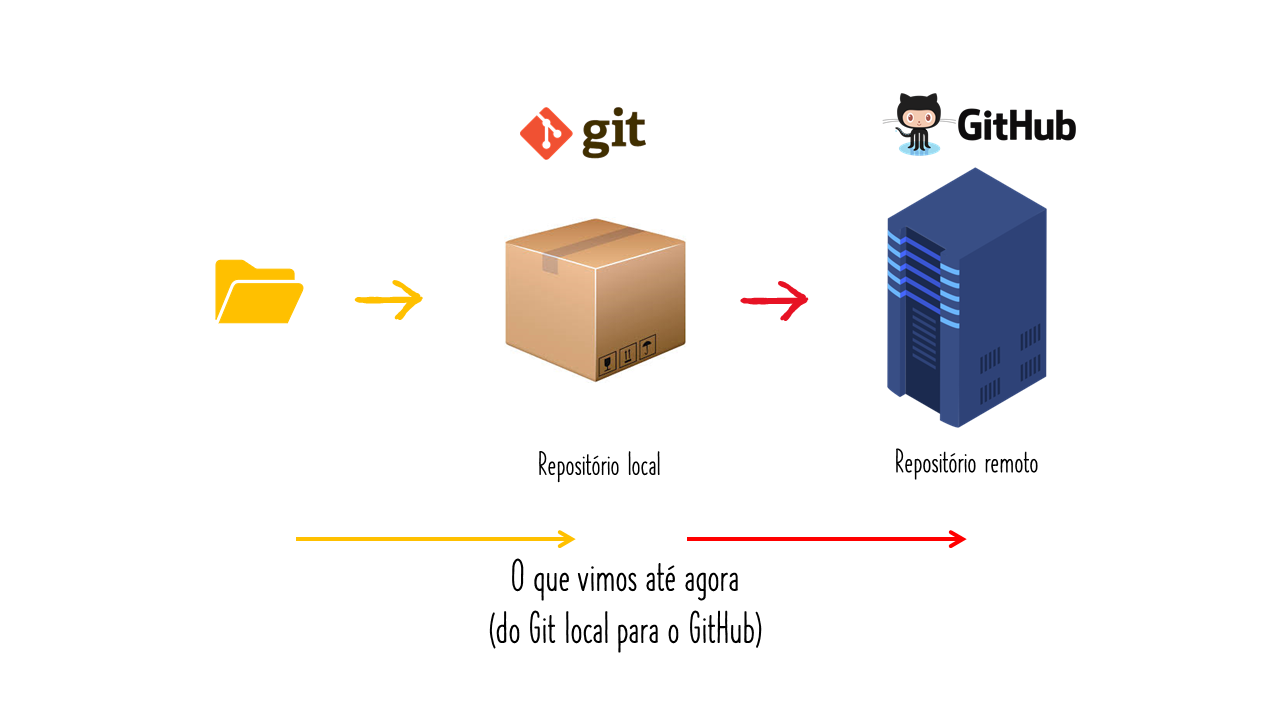 git
GitHub
Repositório local
Repositório remoto
O que vimos até agora
(do Git local para o GitHub)